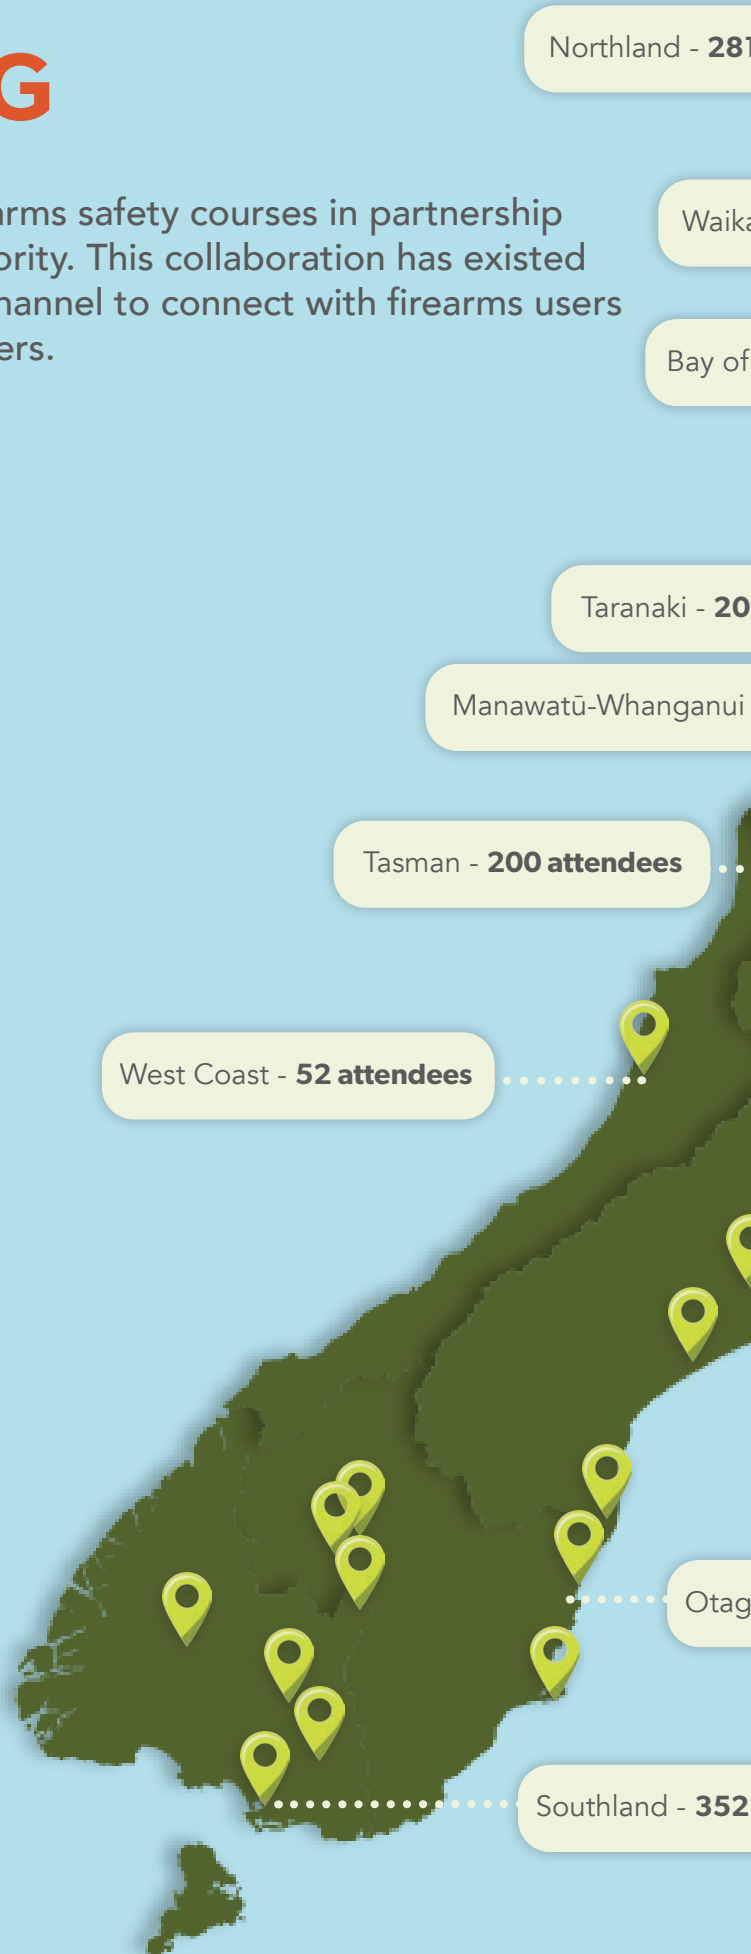 G
Northland - 281
arms safety courses in partnership
ority. This collaboration has existed
hannel to connect with firearms users
ers.
Waika
Bay of
Taranaki - 20
Manawatū-Whanganui
Tasman - 200 attendees
West Coast - 52 attendees
Otag
Southland - 352